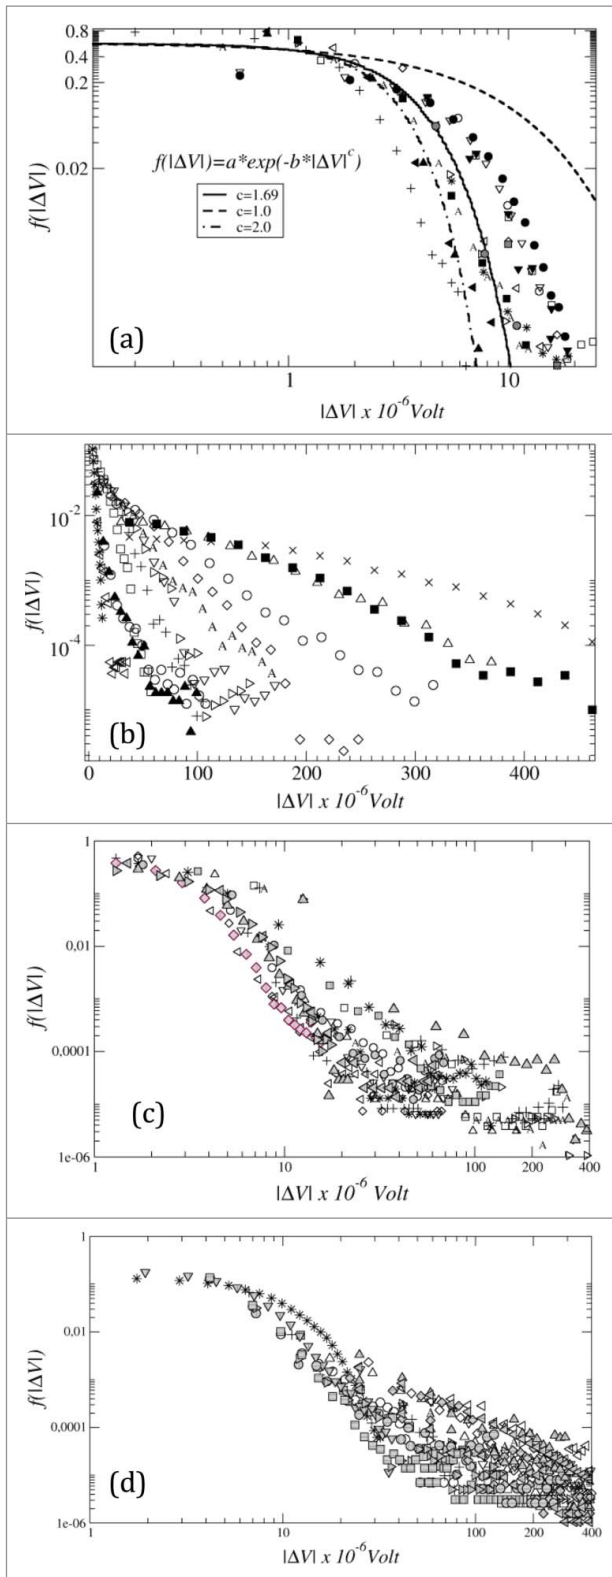 0.8
0.4
0.2
0.02
f(|ΔV|)
f(|ΔV|)=a*exp(-b*|ΔV|^c)
c=1.69
c=1.0
c=2.0
(a)
1 10
|ΔV| x 10^-6 Volt
10^-2
10^-4
f(|ΔV|)
(b)
0 100 200 300 400
|ΔV| x 10^-6 Volt
1
0.01
0.0001
1e-06
f(|ΔV|)
(c)
1 10 100 400
|ΔV| x 10^-6 Volt
1
0.01
0.0001
1e-06
f(|ΔV|)
(d)
1 10 100 400
|ΔV| x 10^-6 Volt